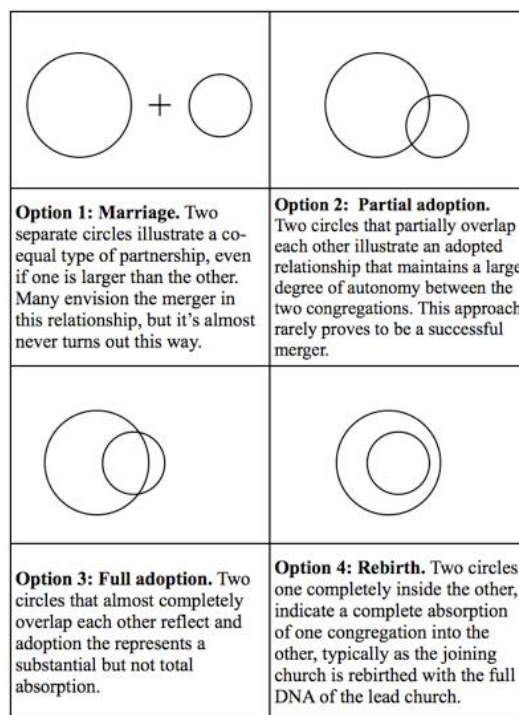 +
Option 1: Marriage. Two
separate circles illustrate a co-
equal type of partnership, even
if one is larger than the other.
Many envision the merger in
this relationship, but it’s almost
never turns out this way.
Option 2: Partial adoption.
Two circles that partially overlap
each other illustrate an adopted
relationship that maintains a large
degree of autonomy between the
two congregations. This approach
rarely proves to be a successful
merger.
Option 3: Full adoption. Two
circles that almost completely
overlap each other reflect and
adoption the represents a
substantial but not total
absorption.
Option 4: Rebirth. Two circles
one completely inside the other,
indicate a complete absorption
of one congregation into the
other, typically as the joining
church is rebirthed with the full
DNA of the lead church.